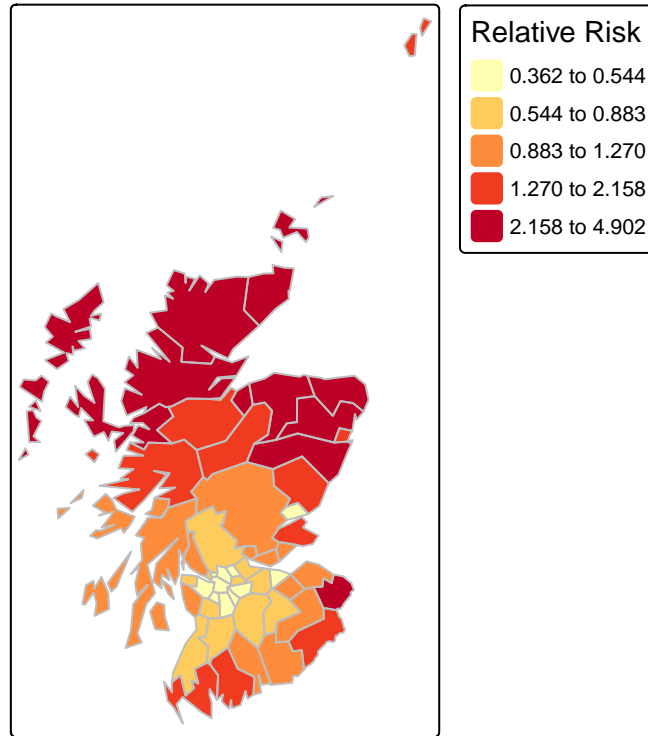 Relative Risk
0.362 to 0.544
0.544 to 0.883
0.883 to 1.270
1.270 to 2.158
2.158 to 4.902